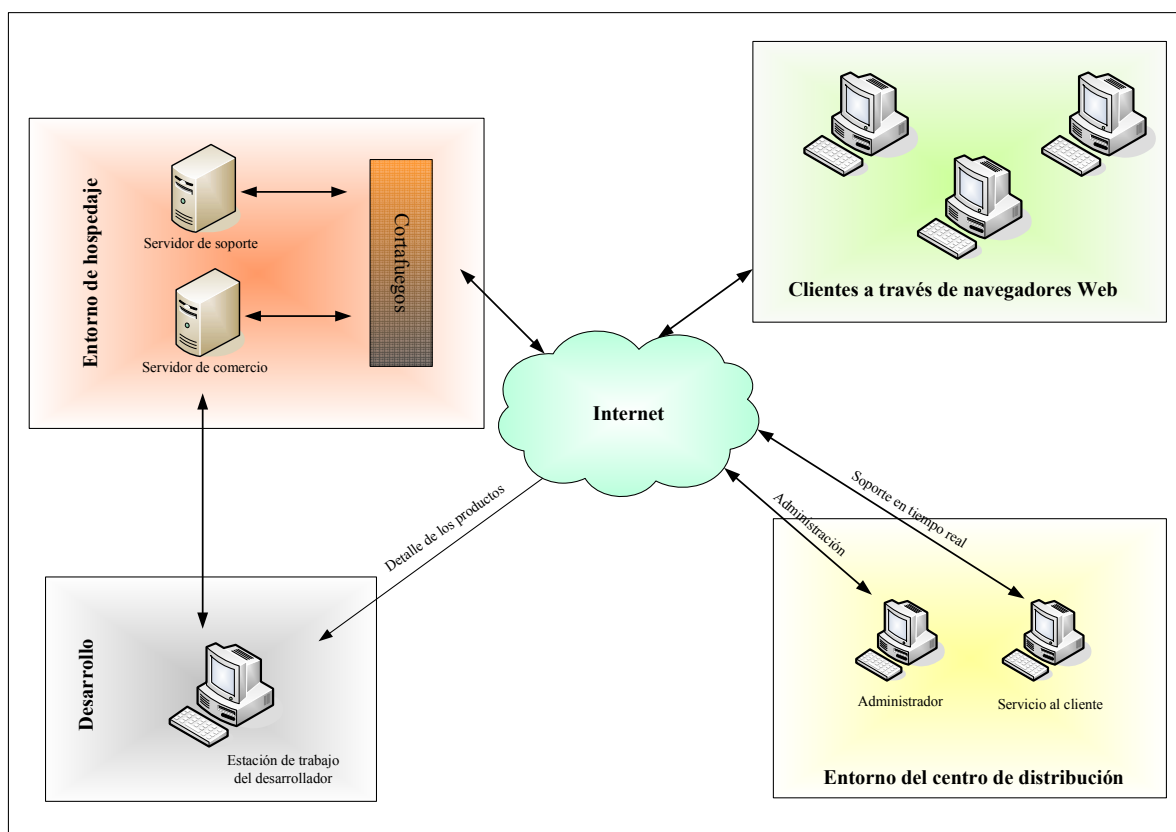 Entorno de hospedaje
Servidor de soporte
Servidor de comercio
Cortafuegos
Clientes a través de navegadores Web
Internet
Detalle de los productos
Administración
Soporte en tiempo real
Desarrollo
Estación de trabajo
del desarrollador
Administrador
Servicio al cliente
Entorno del centro de distribución